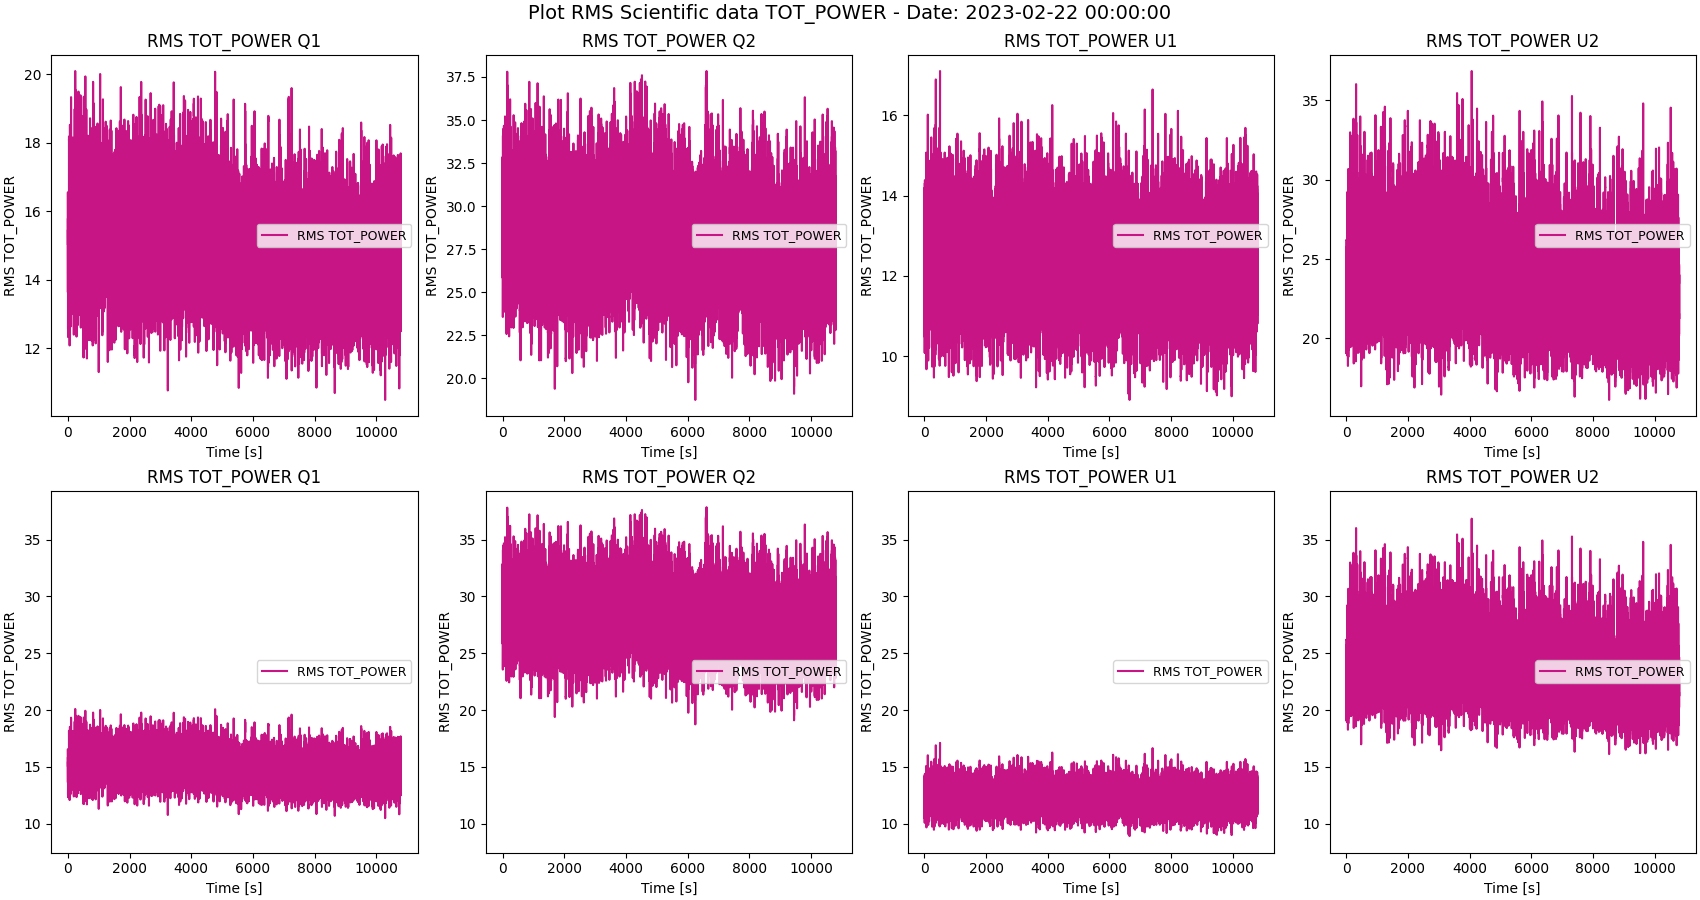 Plot RMS Scientific data TOT_POWER - Date: 2023-02-22 00:00:00
RMS TOT_POWER Q1
RMS TOT_POWER
20
18
16
14
12
RMS TOT_POWER
0 2000 4000 6000 8000 10000
Time [s]
RMS TOT_POWER Q2
RMS TOT_POWER
37.5
35.0
32.5
30.0
27.5
25.0
22.5
20.0
RMS TOT_POWER
0 2000 4000 6000 8000 10000
Time [s]
RMS TOT_POWER U1
RMS TOT_POWER
16
14
12
10
RMS TOT_POWER
0 2000 4000 6000 8000 10000
Time [s]
RMS TOT_POWER U2
RMS TOT_POWER
35
30
25
20
RMS TOT_POWER
0 2000 4000 6000 8000 10000
Time [s]
RMS TOT_POWER Q1
RMS TOT_POWER
35
30
25
20
15
10
RMS TOT_POWER
0 2000 4000 6000 8000 10000
Time [s]
RMS TOT_POWER Q2
RMS TOT_POWER
35
30
25
20
15
10
RMS TOT_POWER
0 2000 4000 6000 8000 10000
Time [s]
RMS TOT_POWER U1
RMS TOT_POWER
35
30
25
20
15
10
RMS TOT_POWER
0 2000 4000 6000 8000 10000
Time [s]
RMS TOT_POWER U2
RMS TOT_POWER
35
30
25
20
15
10
RMS TOT_POWER
0 2000 4000 6000 8000 10000
Time [s]